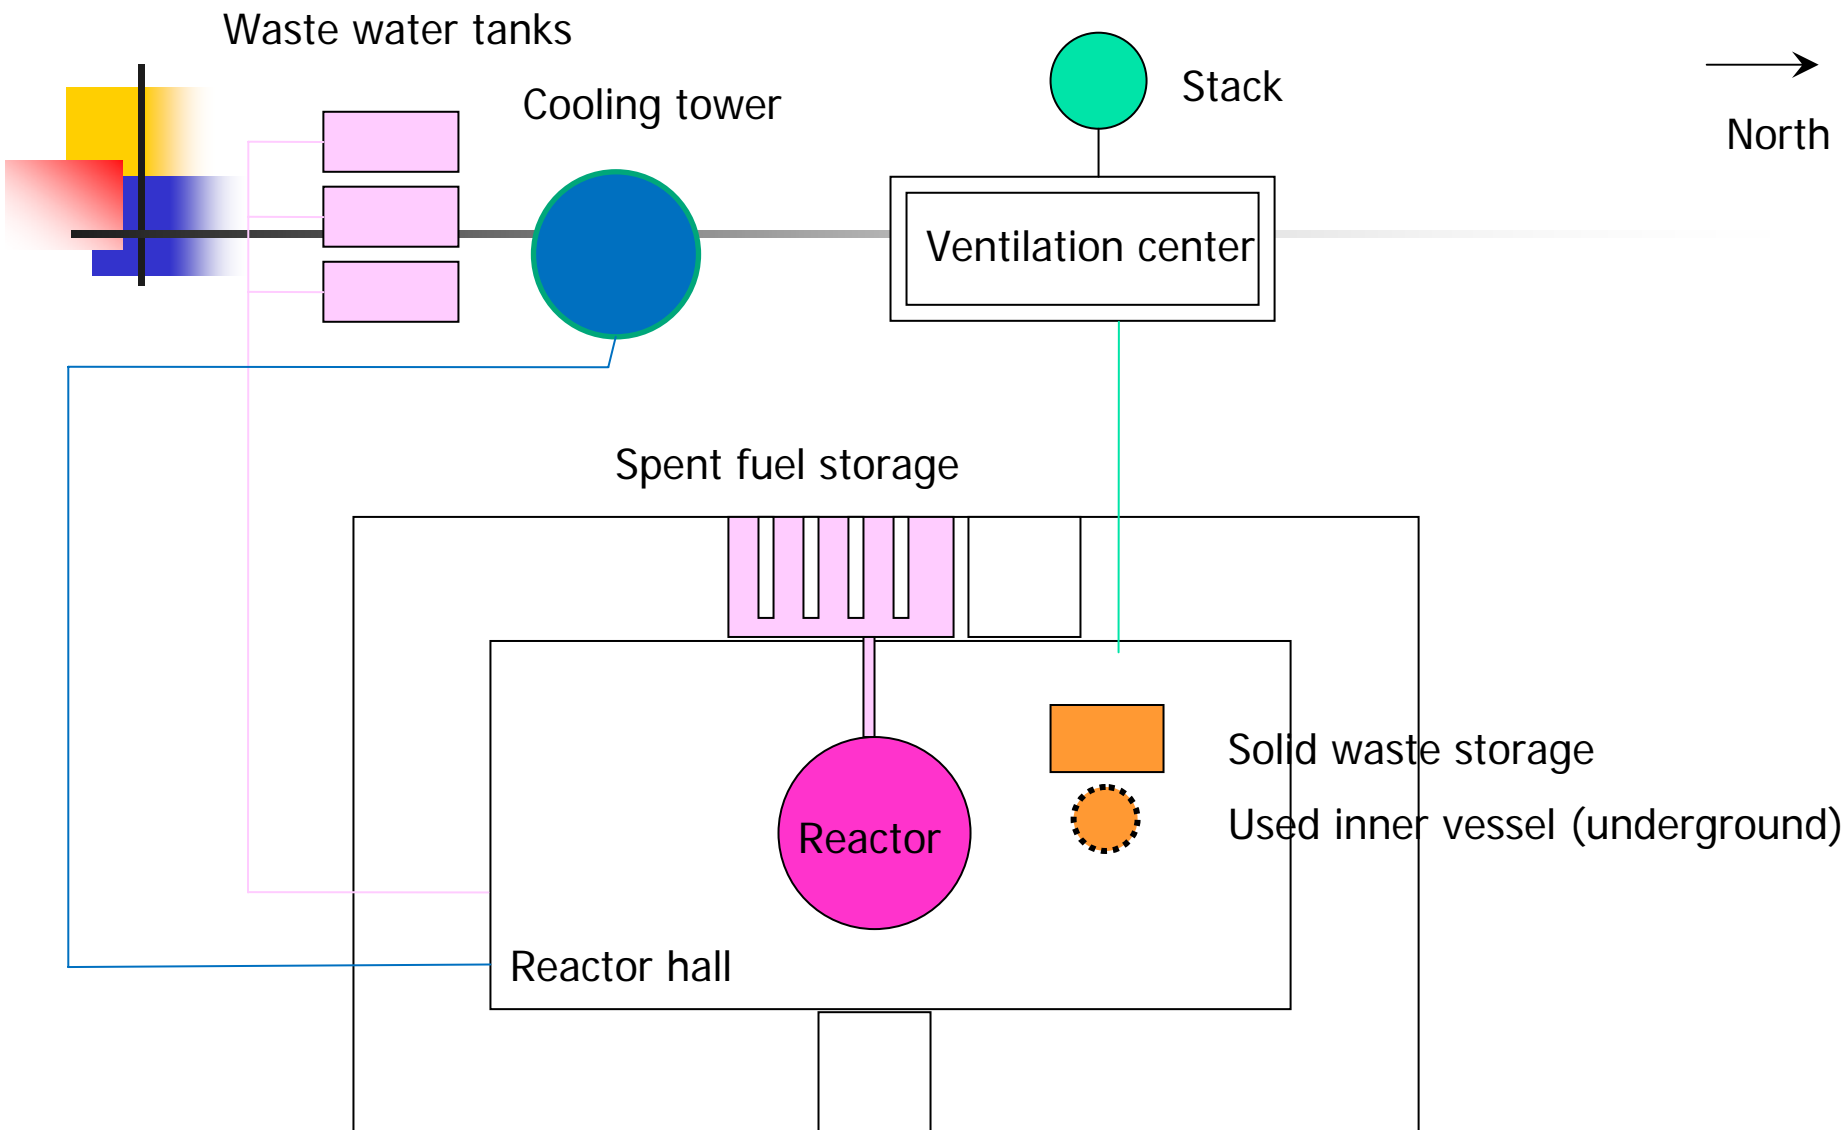 Waste water tanks
Cooling tower
Stack
North
Ventilation center
Spent fuel storage
Solid waste storage
Used inner vessel (underground)
Reactor
Reactor hall